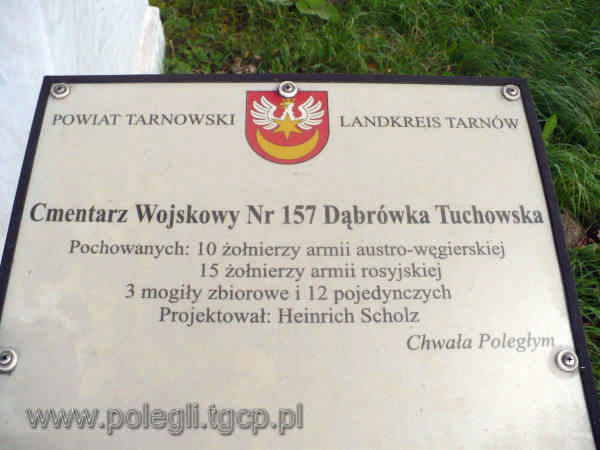 POWIAT TARNOWSKI LANDKREIS TARNÓW
Cmentarz Wojskowy Nr 157 Dąbrówka Tuchowska
Pochowanych: 10 żołnierzy armii austro-węgierskiej
15 żołnierzy armii rosyjskiej
3 mogiły zbiorowe i 12 pojedynczych
Projektował: Heinrich Scholz
Chwała Poległym
www.polegli.tgcp.pl